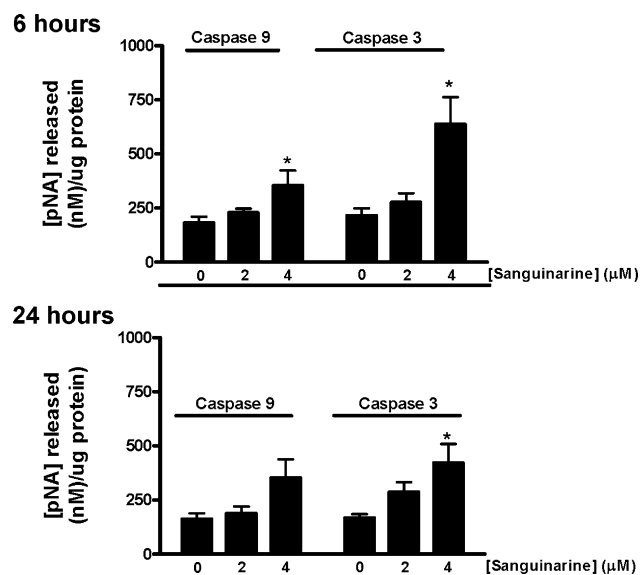 6 hours
Caspase 9 Caspase 3
1000
750
500
250
0
[pNA] released
(nM)/ug protein
*
*
0 2 4 0 2 4 [Sanguinarine] (μM)
24 hours
1000
750
500
250
0
[pNA] released
(nM)/ug protein)
Caspase 9 Caspase 3
*
0 2 4 0 2 4 [Sanguinarine] (μM)